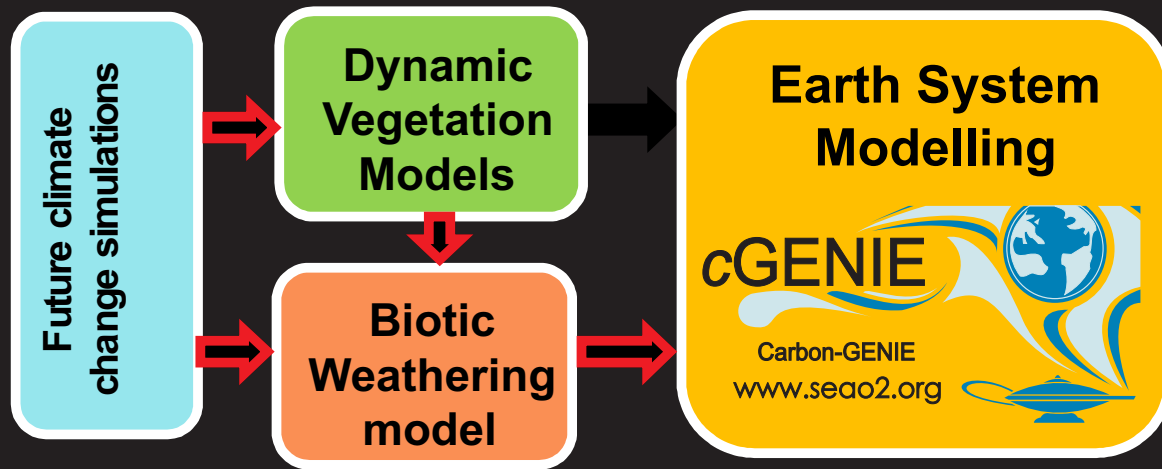 Future climate
change simulations
Dynamic
Vegetation
Models
Biotic
Weathering
model
Earth System
Modelling
cGENIE
Carbon-GENIE
www.seao2.org